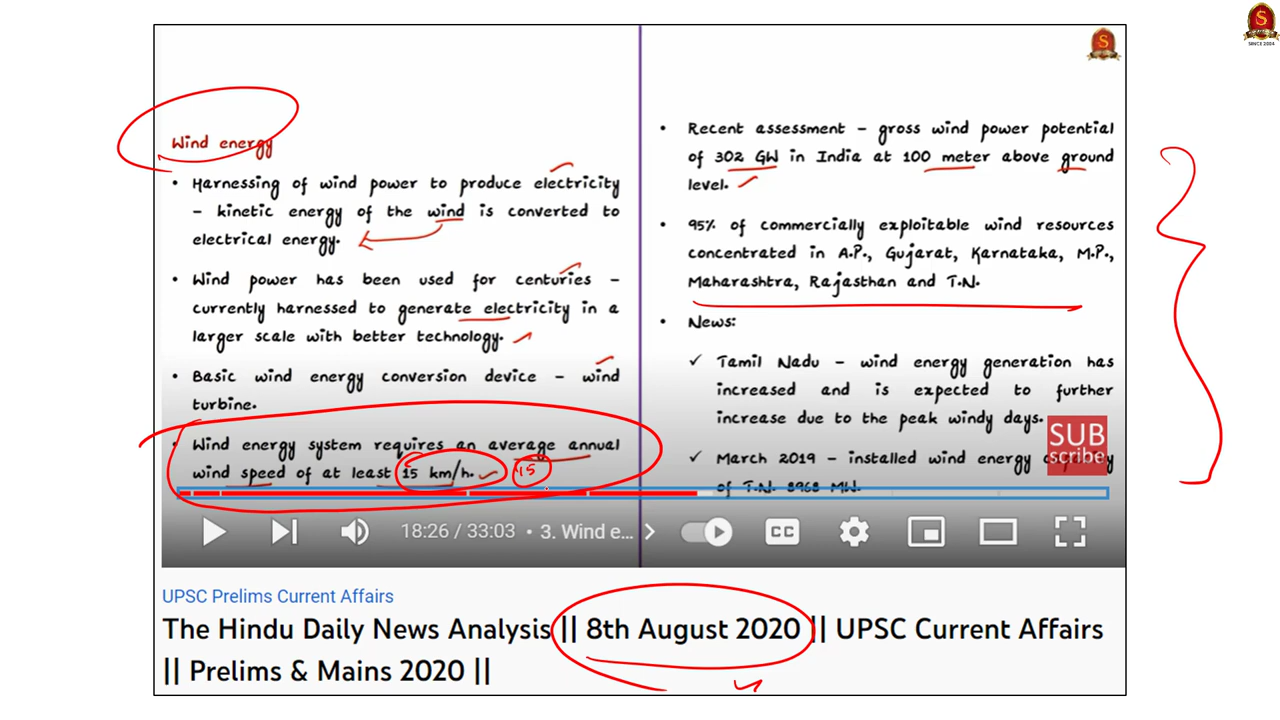 S
SINCE 2004
S
Wind energy
• Harnessing of wind power to produce electricity
– kinetic energy of the wind is converted to
electrical energy.
• Wind power has been used for centuries –
currently harnessed to generate electricity in a
larger scale with better technology.
• Basic wind energy conversion device – wind
turbine.
• Wind energy system requires an average annual
wind speed of at least 15 km/h. 15
• Recent assessment – gross wind power potential
of 302 GW in India at 100 meter above ground
level.
• 95% of commercially exploitable wind resources
concentrated in A.P., Gujarat, Karnataka, M.P.,
Maharashtra, Rajasthan and T.N.
• News:
✓ Tamil Nadu – wind energy generation has
increased and is expected to further
increase due to the peak windy days.
✓ March 2019 – installed wind energy
of T.N. 8968 MW.
SUB
scribe
18:26 / 33:03 • 3. Wind e...
CC
UPSC Prelims Current Affairs
The Hindu Daily News Analysis || 8th August 2020 || UPSC Current Affairs
|| Prelims & Mains 2020 ||